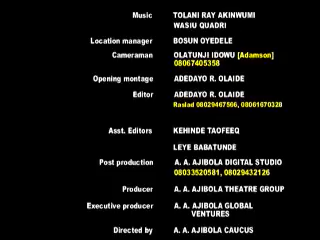 Music TOLANI RAY AKINWUMI
WASIU QUADRI
Location manager BOSUN OYEDELE
Cameraman OLATUNJI IDOWU [Adamson]
08067405358
Opening montage ADEDAYO R. OLAIDE
Editor ADEDAYO R. OLAIDE
Raslad 08029467566, 08061670328
Asst. Editors KEHINDE TAOFEEQ
LEYE BABATUNDE
Post production A. A. AJIBOLA DIGITAL STUDIO
08033520581, 08029432126
Producer A. A. AJIBOLA THEATRE GROUP
Executive producer A. A. AJIBOLA GLOBAL
VENTURES
Directed by A. A. AJIBOLA CAUCUS